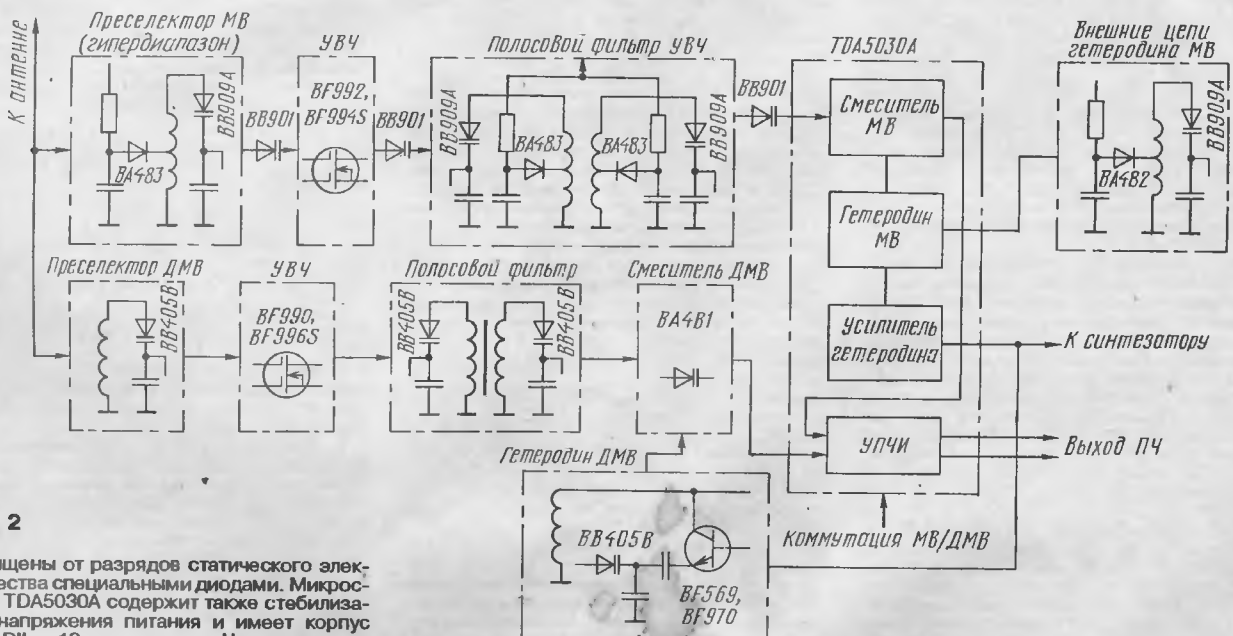 К антенне
Преселектор МВ
(гипердиапазон)
BB909A
BA483
BB901
УВЧ
BF992,
BF994S
BB901
Полосовой фильтр УВЧ
BB909A
BA483
BA483
BB909A
BB901
TDA5030A
Смеситель
МВ
Гетеродин
МВ
Усилитель
гетеродина
УПЧИ
Внешние цепи
гетеродина МВ
BB909A
BA482
Преселектор ДМВ
BB405B
УВЧ
BF990,
BF996S
Полосовой фильтр
BB405B
BB405B
Смеситель ДМВ
BA481
К синтезатору
Выход ПЧ
Гетеродин ДМВ
BB405B
BF569,
BF970
Коммутация МВ/ДМВ
2
щены от разрядов статического элек-
ества специальными диодами. Микрос-
TDA5030A содержит также стебилиза-
напряжения питания и имеет корпус